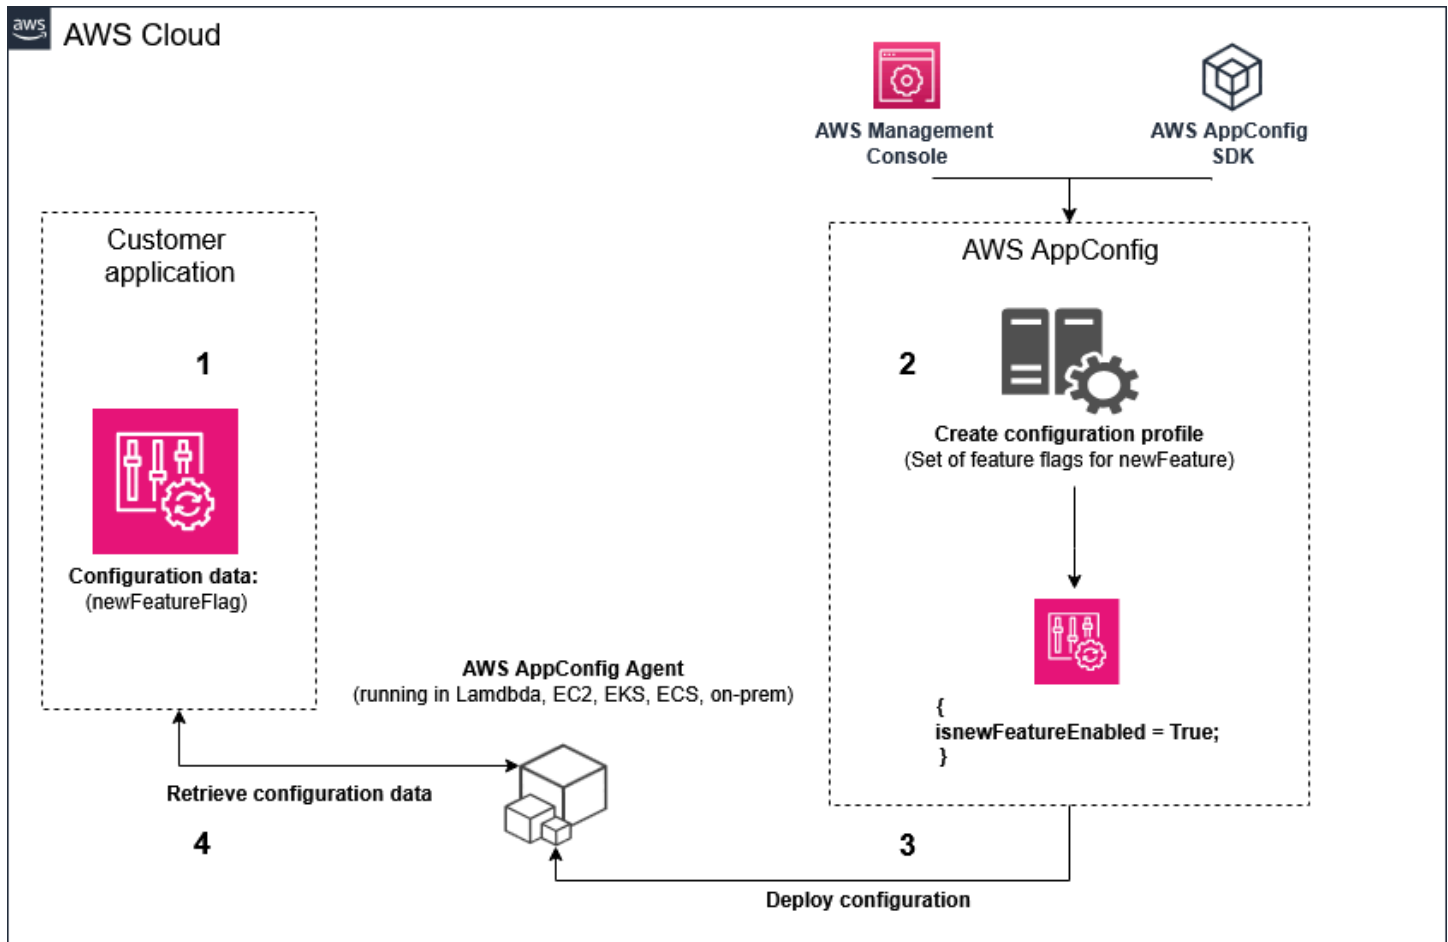 aws
AWS Cloud
AWS Management
Console
AWS AppConfig
SDK
Customer
application
1
Configuration data:
(newFeatureFlag)
AWS AppConfig
2
Create configuration profile
(Set of feature flags for newFeature)
{
isnewFeatureEnabled = True;
}
AWS AppConfig Agent
(running in Lamdbda, EC2, EKS, ECS, on-prem)
Retrieve configuration data
4
3
Deploy configuration